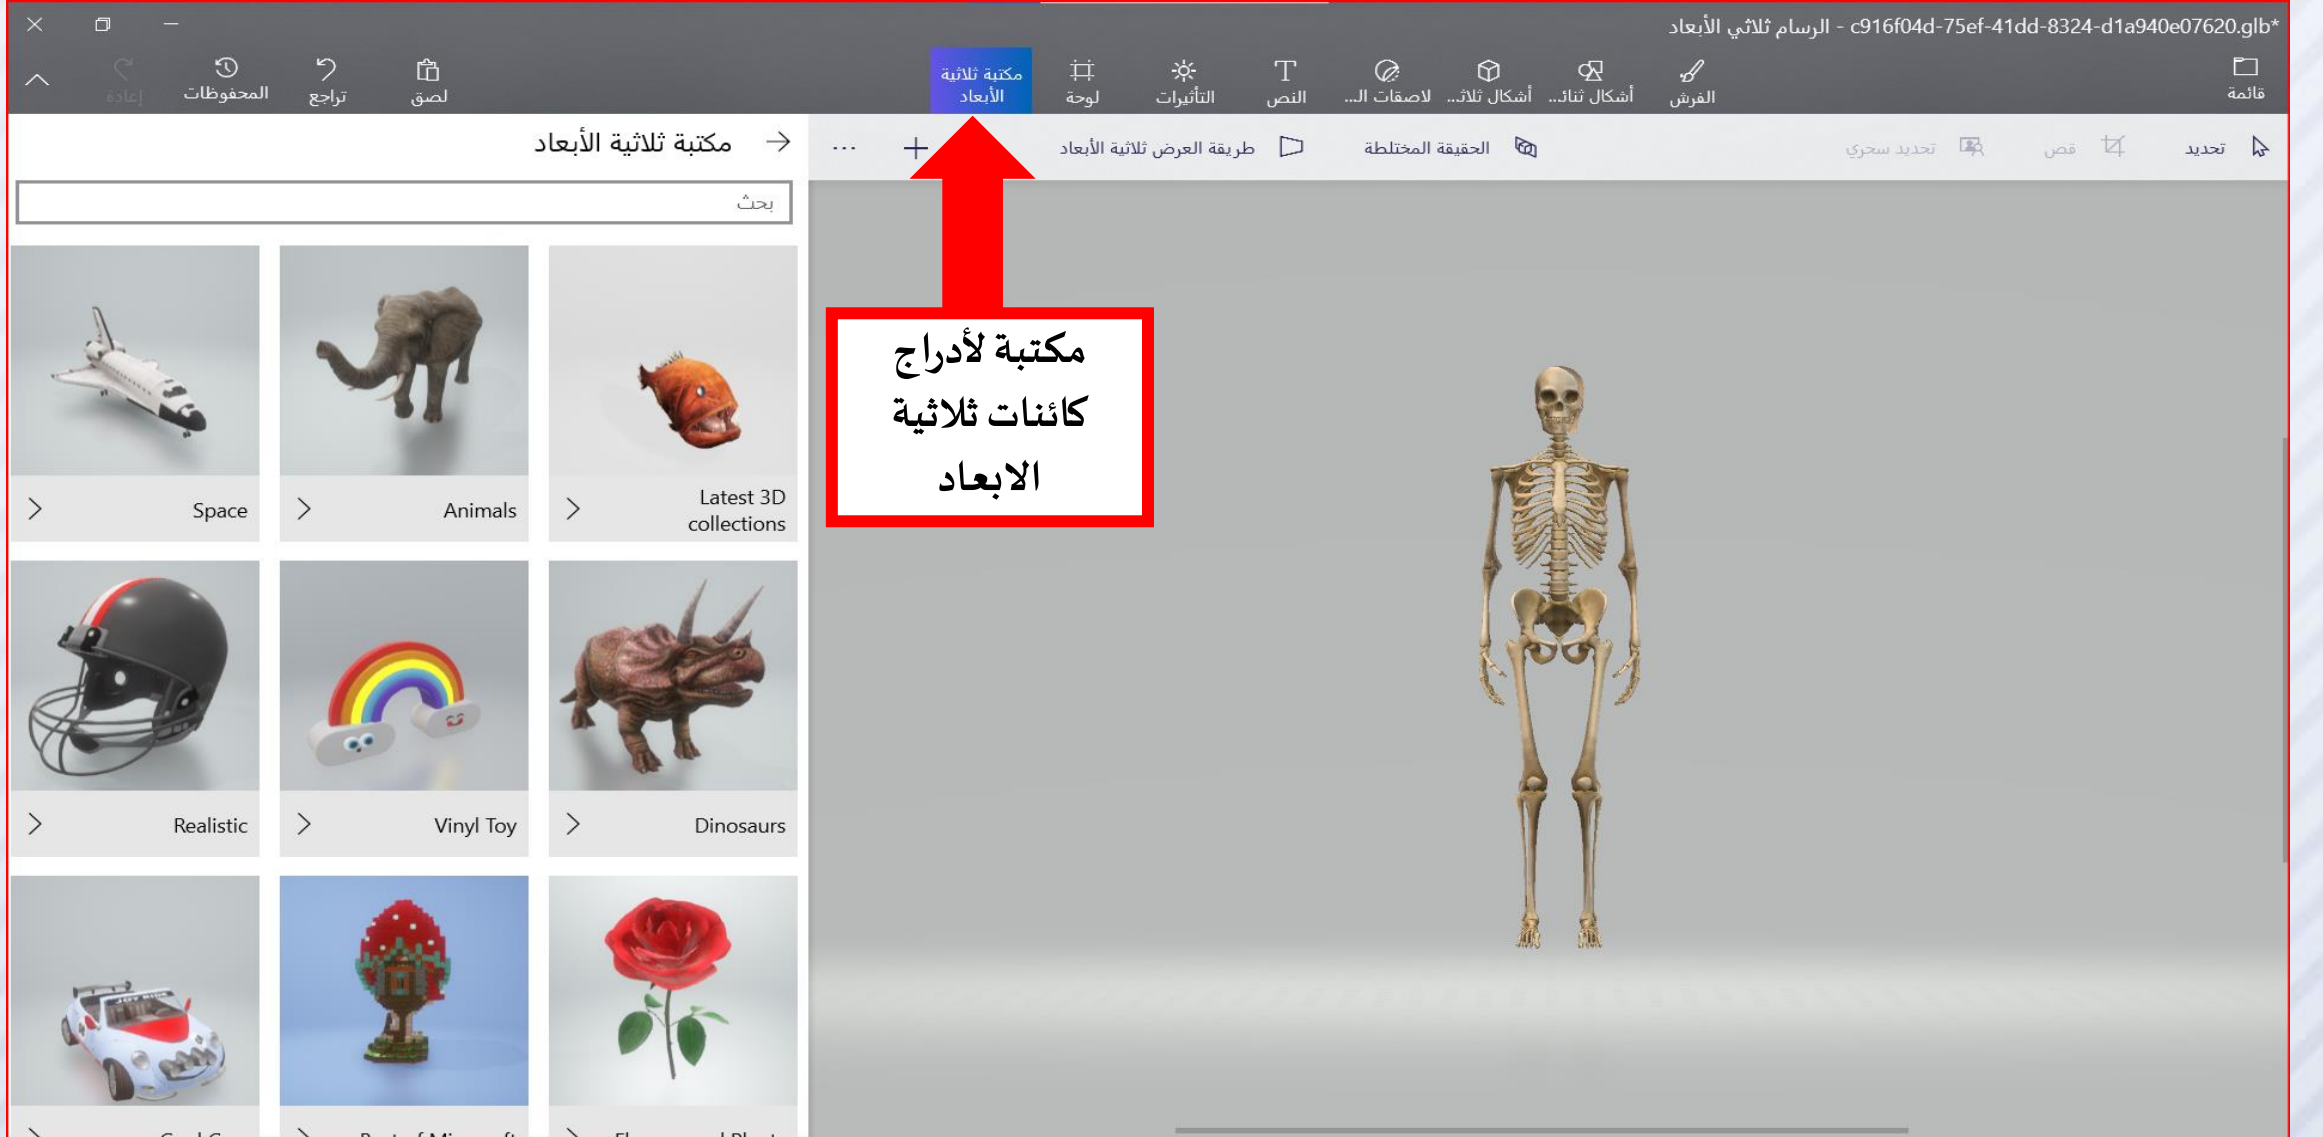 *c916f04d-75ef-41dd-8324-d1a940e07620.glb - الرسام ثلاثي الأبعاد
قائمة
الفرش
أشكال ثنائـ...
أشكال ثلاثـ...
لاصقات الـ...
النص
التأثيرات
لوحة
مكتبة ثلاثية
الأبعاد
لصق
تراجع
المحفوظات
إعادة
تحديد
قص
تحديد سحري
الحقيقة المختلطة
طريقة العرض ثلاثية الأبعاد
مكتبة ثلاثية الأبعاد
بحث
مكتبة لأدراج
كائنات ثلاثية
الابعاد
Latest 3D
collections
Animals
Space
Dinosaurs
Vinyl Toy
Realistic